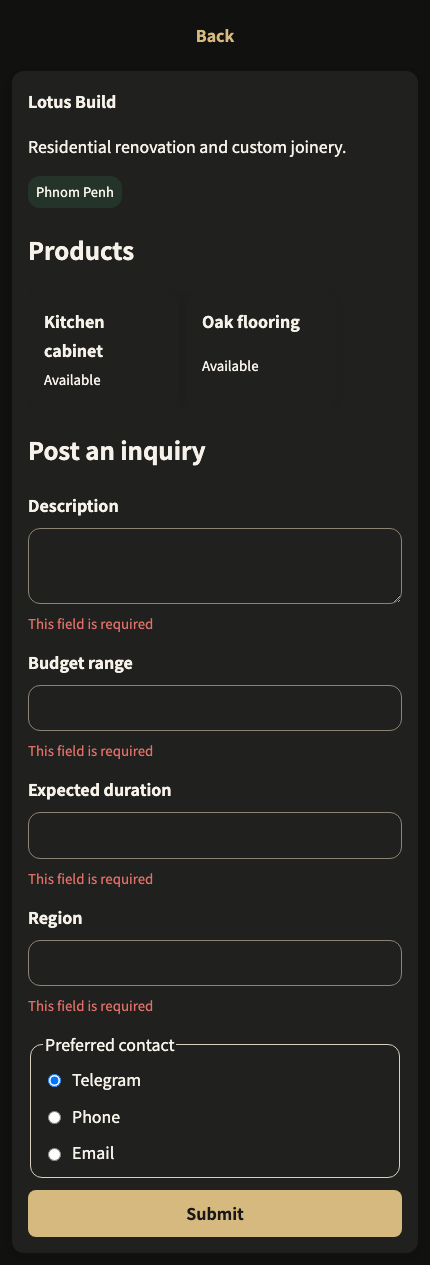 Back
Lotus Build
Residential renovation and custom joinery.
Phnom Penh
Products
Kitchen
cabinet
Available
Oak flooring
Available
Post an inquiry
Description
This field is required
Budget range
This field is required
Expected duration
This field is required
Region
This field is required
Preferred contact
Telegram
Phone
Email
Submit